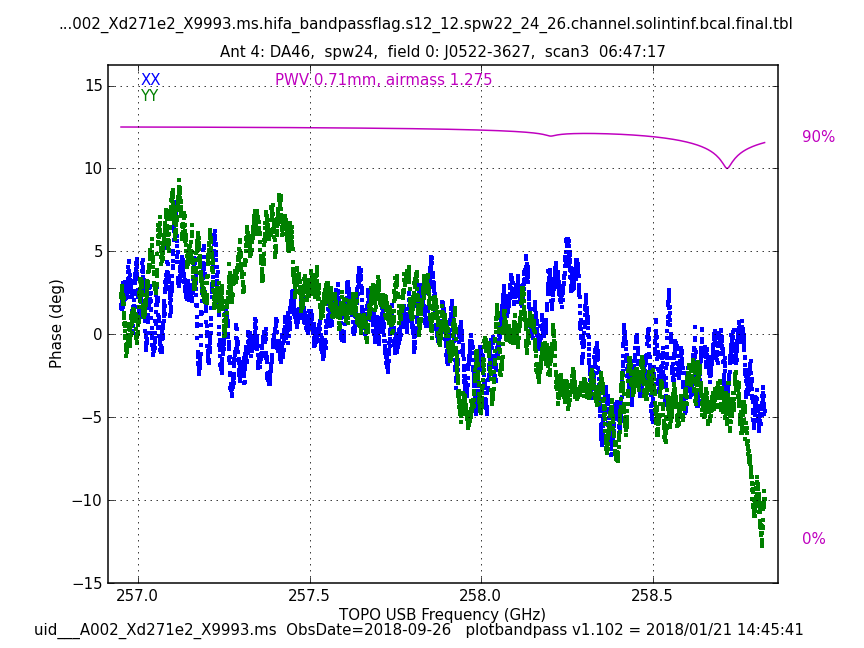 ...002_Xd271e2_X9993.ms.hifa_bandpassflag.s12_12.spw22_24_26.channel.solintinf.bcal.final.tbl
Ant 4: DA46,  spw24,  field 0: J0522-3627,  scan3  06:47:17
XX
PWV 0.71mm, airmass 1.275
YY
90%
0%
15
10
5
0
−5
−10
−15
Phase (deg)
257.0 257.5 258.0 258.5
TOPO USB Frequency (GHz)
uid___A002_Xd271e2_X9993.ms  ObsDate=2018-09-26   plotbandpass v1.102 = 2018/01/21 14:45:41